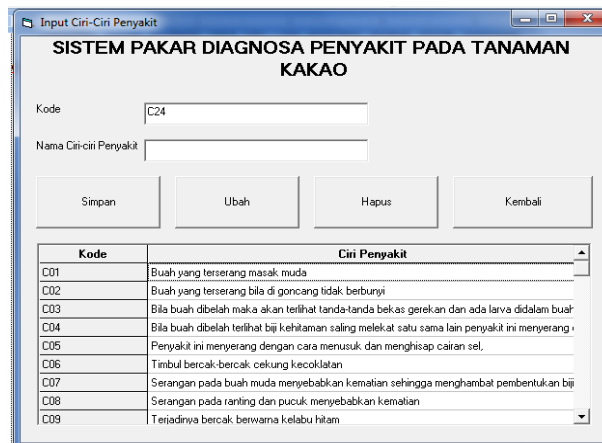 Input Ciri-Ciri Penyakit
SISTEM PAKAR DIAGNOSA PENYAKIT PADA TANAMAN
KAKAO
Kode
C24
Nama Ciri-ciri Penyakit
Simpan Ubah Hapus Kembali
Kode Ciri Penyakit
C01 Buah yang terserang masak muda
C02 Buah yang terserang bila di goncang tidak berbunyi
C03 Bila buah dibelah maka akan terlihat tanda-tanda bekas gerekan dan ada larva didalam buah
C04 Bila buah dibelah terlihat biji kehitaman saling melekat satu sama lain penyakit ini menyerang
C05 Penyakit ini menyerang dengan cara menusuk dan menghisap cairan sel,
C06 Timbul bercak-bercak cekung kecoklatan
C07 Serangan pada buah muda menyebabkan kematian sehingga menghambat pembentukan biji
C08 Serangan pada ranting dan pucuk menyebabkan kematian
C09 Terjadinya bercak berwarna kelabu hitam